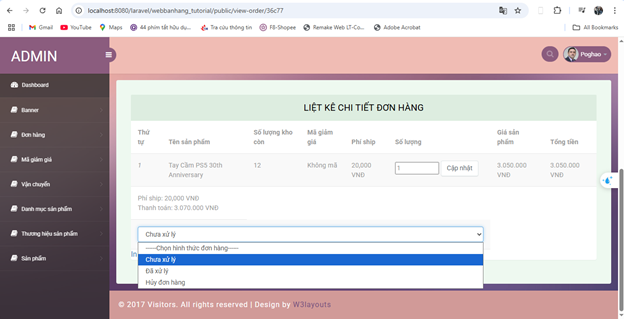 localhost:8080/laravel/webbanhang_tutorial/public/view-order/36c77
Gmail YouTube Maps 44 phím tắt hữu dụ... Tra cứu thông tin F8-Shopee Remake Web LT-Co... Adobe Acrobat All Bookmarks
ADMIN
Poghao
Dashboard
Banner
Đơn hàng
Mã giảm giá
Vận chuyển
Danh mục sản phẩm
Thương hiệu sản phẩm
Sản phẩm
LIỆT KÊ CHI TIẾT ĐƠN HÀNG
Thứ tự Tên sản phẩm Số lượng kho còn Mã giảm giá Phí ship Số lượng Giá sản phẩm Tổng tiền
1 Tay Cầm PS5 30th Anniversary 12 Không mã 20,000 VNĐ 1 Cập nhật 3.050.000 VNĐ 3.050.000 VNĐ
Phí ship: 20,000 VNĐ
Thanh toán: 3.070.000 VNĐ
Chưa xử lý
-----Chọn hình thức đơn hàng-----
Chưa xử lý
In
Đã xử lý
Hủy đơn hàng
© 2017 Visitors. All rights reserved | Design by W3layouts